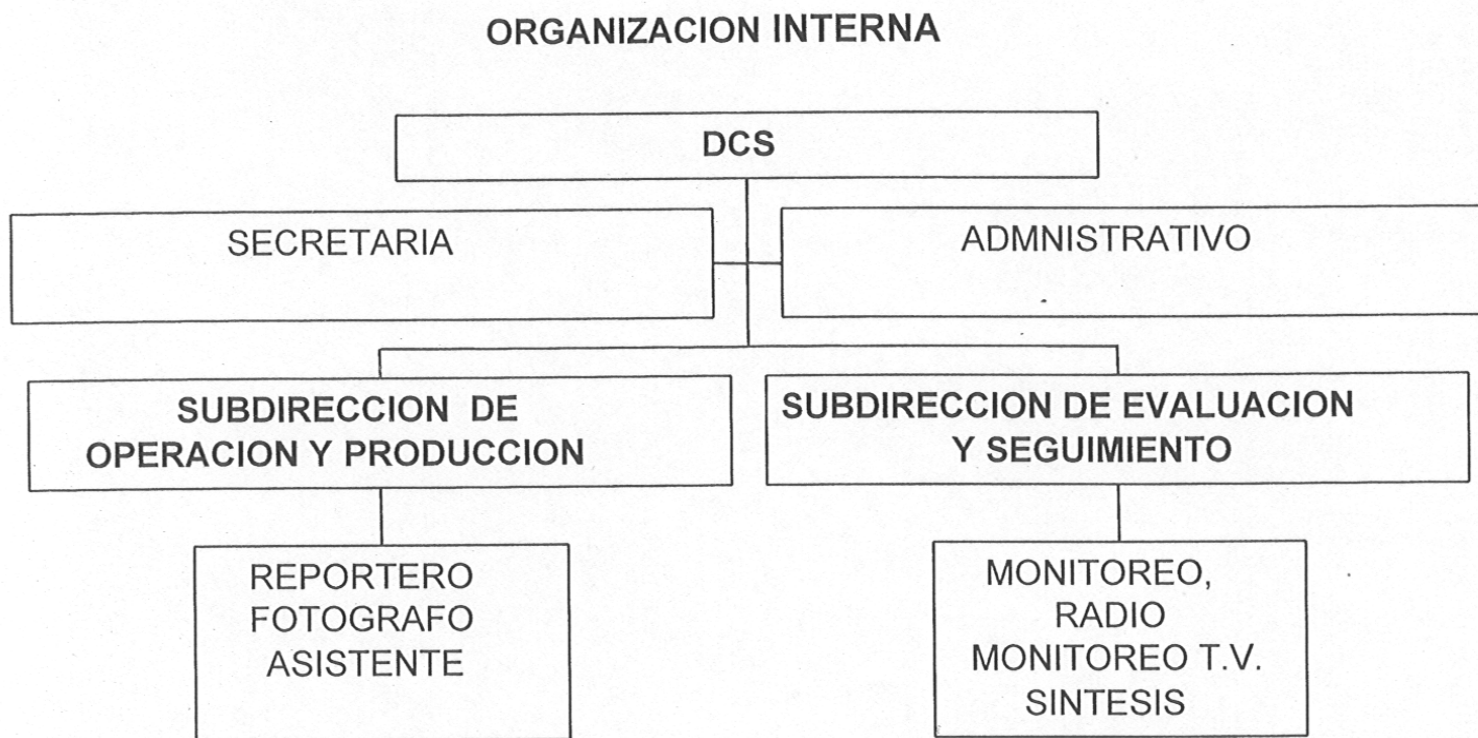 ORGANIZACION INTERNA
DCS
SECRETARIA
ADMNISTRATIVO
SUBDIRECCION DE
OPERACION Y PRODUCCION
SUBDIRECCION DE EVALUACION
Y SEGUIMIENTO
REPORTERO
FOTOGRAFO
ASISTENTE
MONITOREO,
RADIO
MONITOREO T.V.
SINTESIS